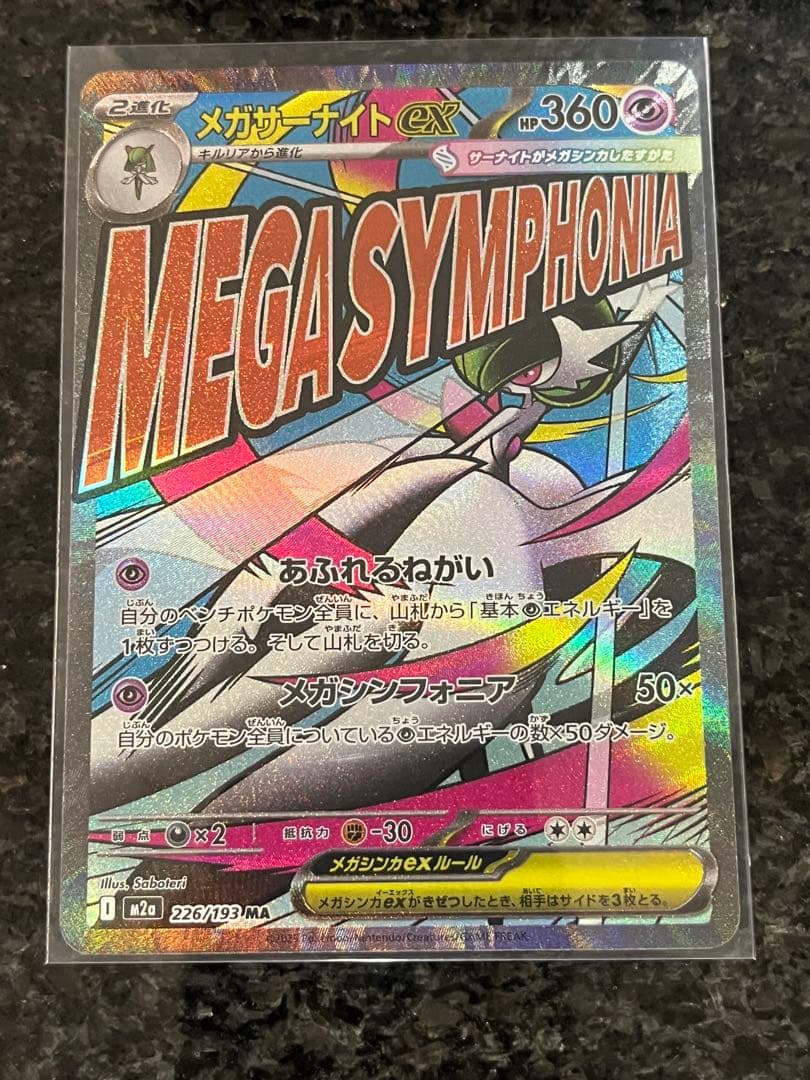 2進化
メガサーナイトex
HP360
キルリアから進化
サーナイトがメガシンカしたすがた
MEGASYMPHONIA
あふれるねがい
自分のベンチポケモン全員に、山札から「基本エネルギー」を
1枚ずつつける。そして山札を切る。
メガシンフォニア 50×
自分のポケモン全員についているエネルギーの数×50ダメージ。
弱点 ×2 抵抗力 -30 にげる
メガシンカexルール
メガシンカexがきぜつしたとき、相手はサイドを3枚とる。
Illus. Saboteri
I m2a 226/193 MA
©2025 Pokémon/Nintendo/Creatures/GAME FREAK.